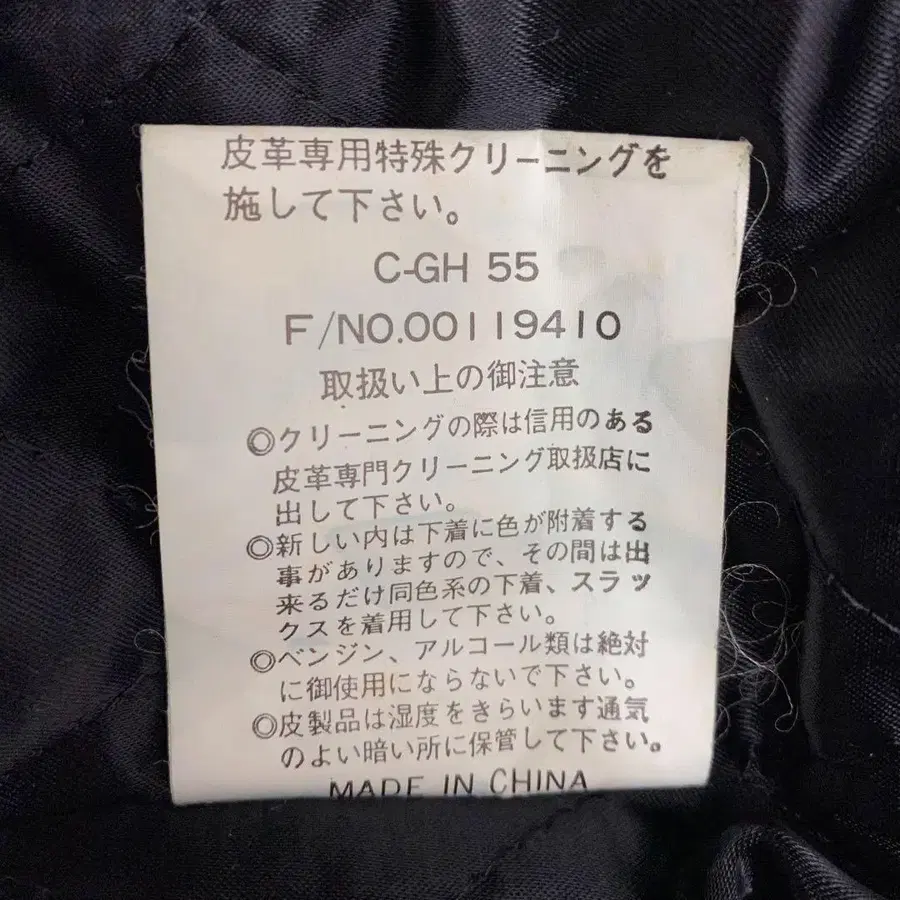 皮革専用特殊クリーニングを
施して下さい。
C-GH 55
F/NO.00119410
取扱い上の御注意
◎クリーニングの際は信用のある
皮革専門クリーニング取扱店に
出して下さい。
◎新しい内は下着に色が附着する
事がありますので、その間は出
来るだけ同色系の下着、スラッ
クスを着用して下さい。
◎ベンジン、アルコール類は絶対
に御使用にならないで下さい。
◎皮製品は湿度をきらいます通気
のよい暗い所に保管して下さい。
MADE IN CHINA